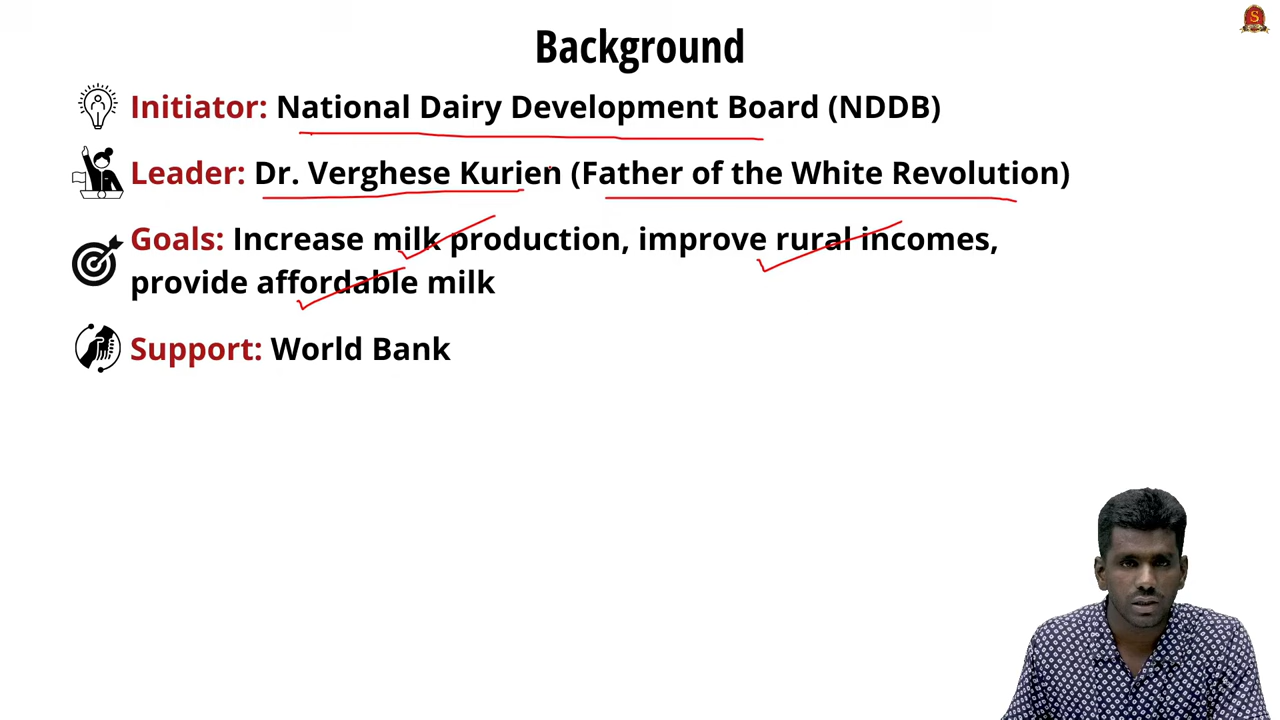 Background
S
Initiator: National Dairy Development Board (NDDB)
Leader: Dr. Verghese Kurien (Father of the White Revolution)
Goals: Increase milk production, improve rural incomes,
provide affordable milk
Support: World Bank